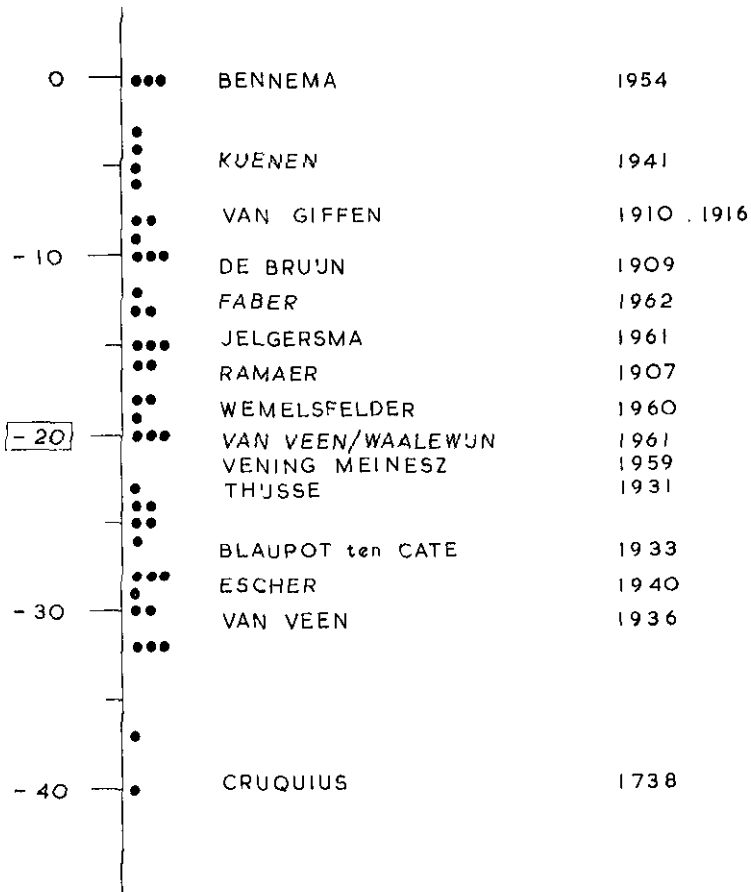 0 BENNEMA 1954
KUENEN 1941
VAN GIFFEN 1910 . 1916
- 10
DE BRUIJN 1909
FABER 1962
JELGERSMA 1961
RAMAER 1907
WEMELSFELDER 1960
- 20 VAN VEEN/WAALEWIJN 1961
VENING MEINESZ 1959
THIJSSE 1931
BLAUPOT ten CATE 1933
ESCHER 1940
- 30 VAN VEEN 1936
- 40 CRUQUIUS 1738